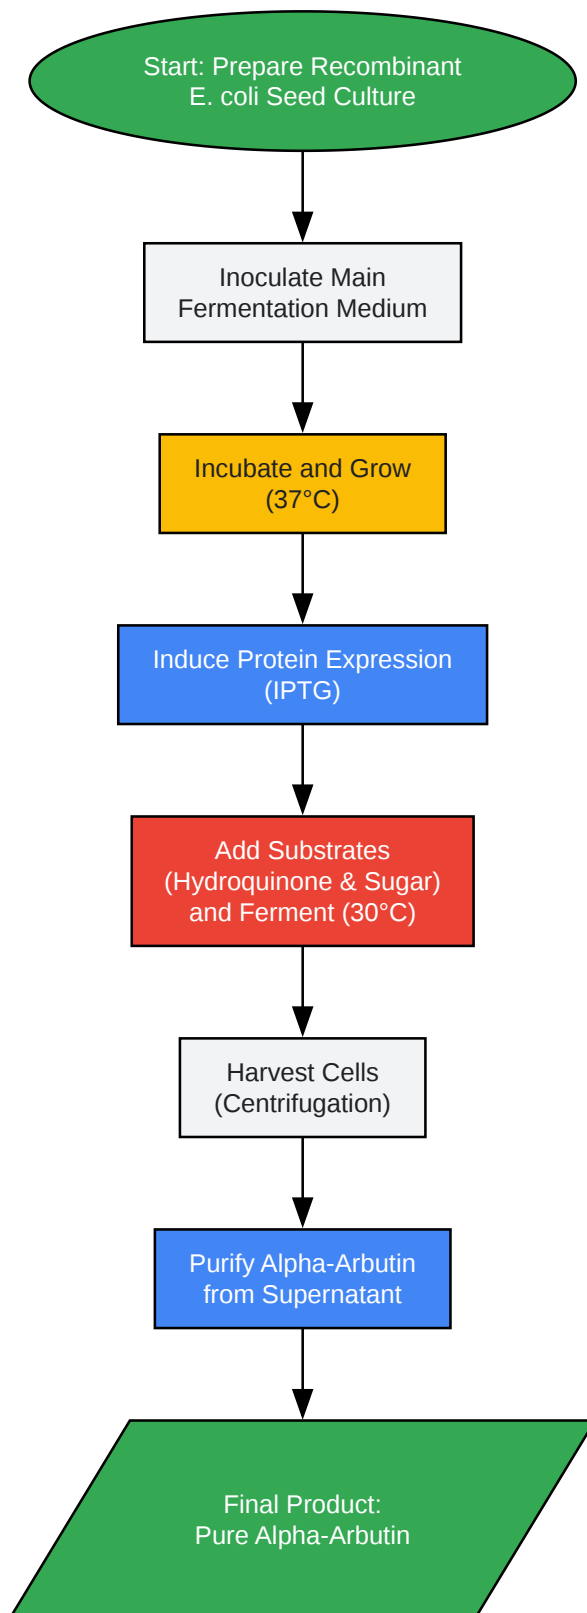 Start: Prepare Recombinant
E. coli Seed Culture
Inoculate Main
Fermentation Medium
Incubate and Grow
(37°C)
Induce Protein Expression
(IPTG)
Add Substrates
(Hydroquinone & Sugar)
and Ferment (30°C)
Harvest Cells
(Centrifugation)
Purify Alpha-Arbutin
from Supernatant
Final Product:
Pure Alpha-Arbutin